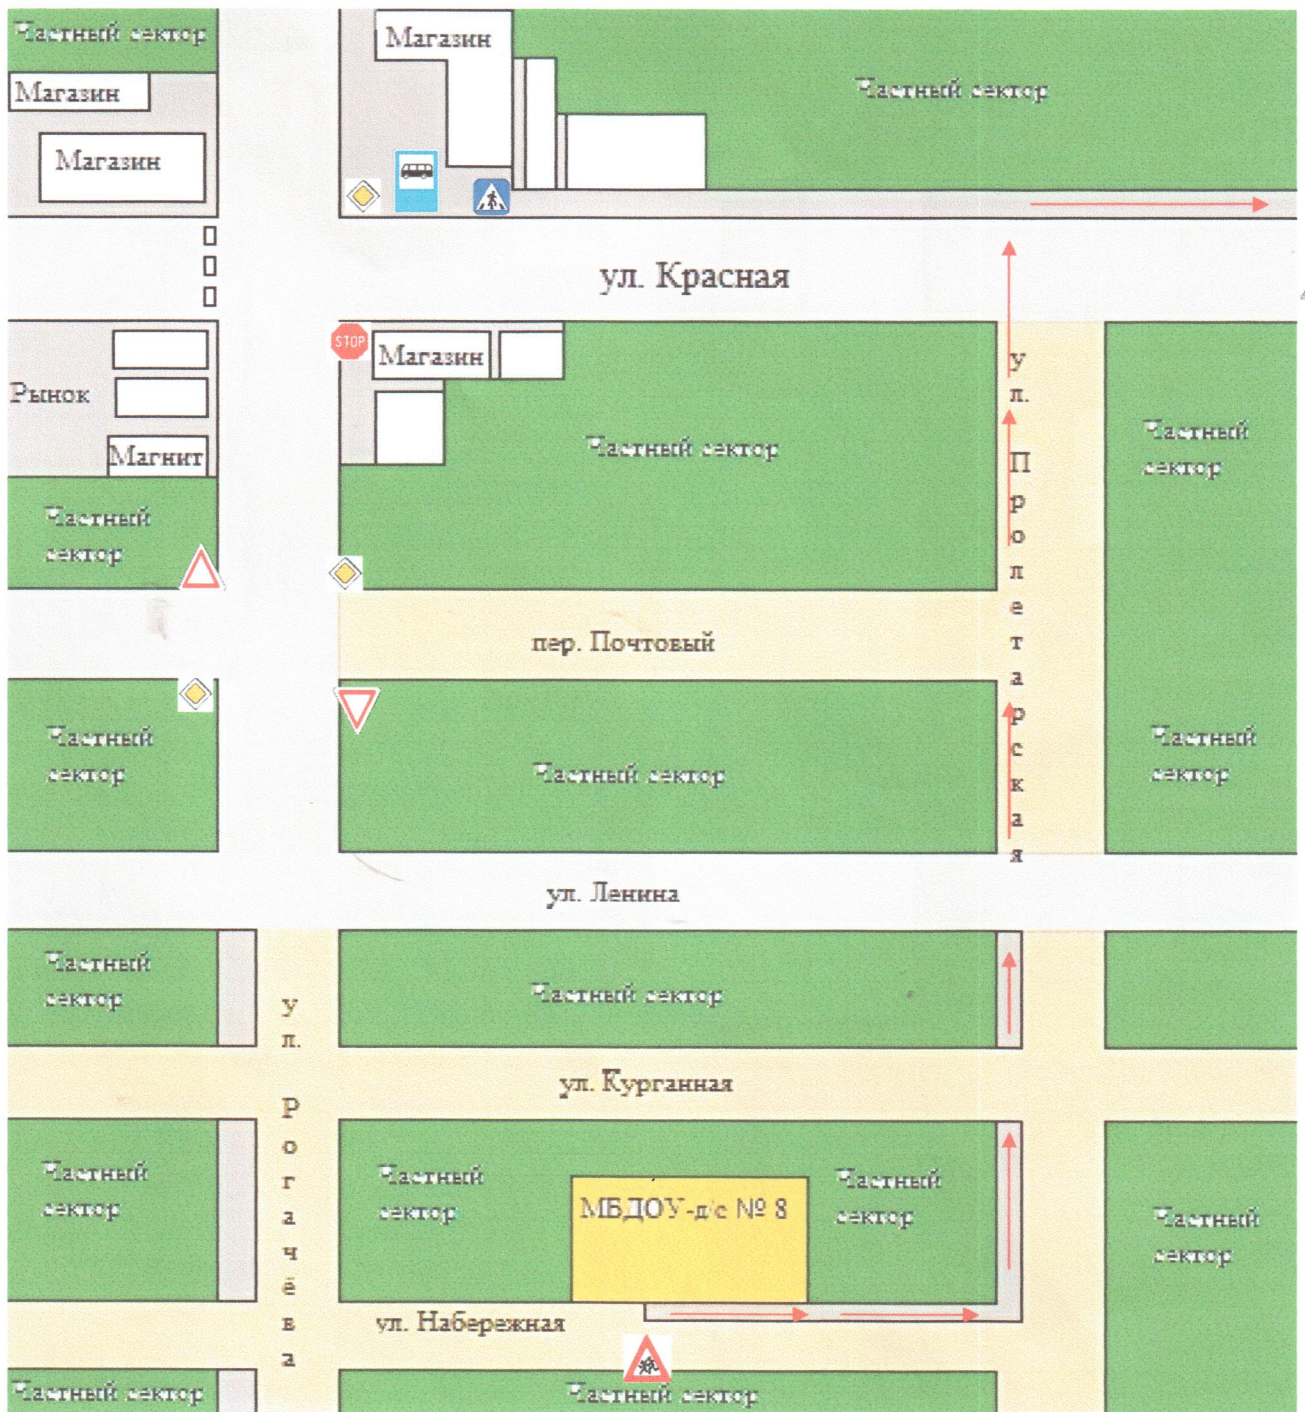 Частный сектор
Магазин
Частный сектор
Магазин
Магазин
ул. Красная
STOP
Магазин
Рынок
Магнит
Частный сектор
Частный
сектор
Частный
сектор
ул. Пролетарская
пер. Почтовый
Частный
сектор
Частный сектор
Частный
сектор
ул. Ленина
Частный
сектор
Частный сектор
ул. Рогачёва
ул. Курганная
Частный
сектор
Частный
сектор
МБДОУ-д/с № 8
Частный
сектор
Частный
сектор
ул. Набережная
Частный сектор
Частный сектор